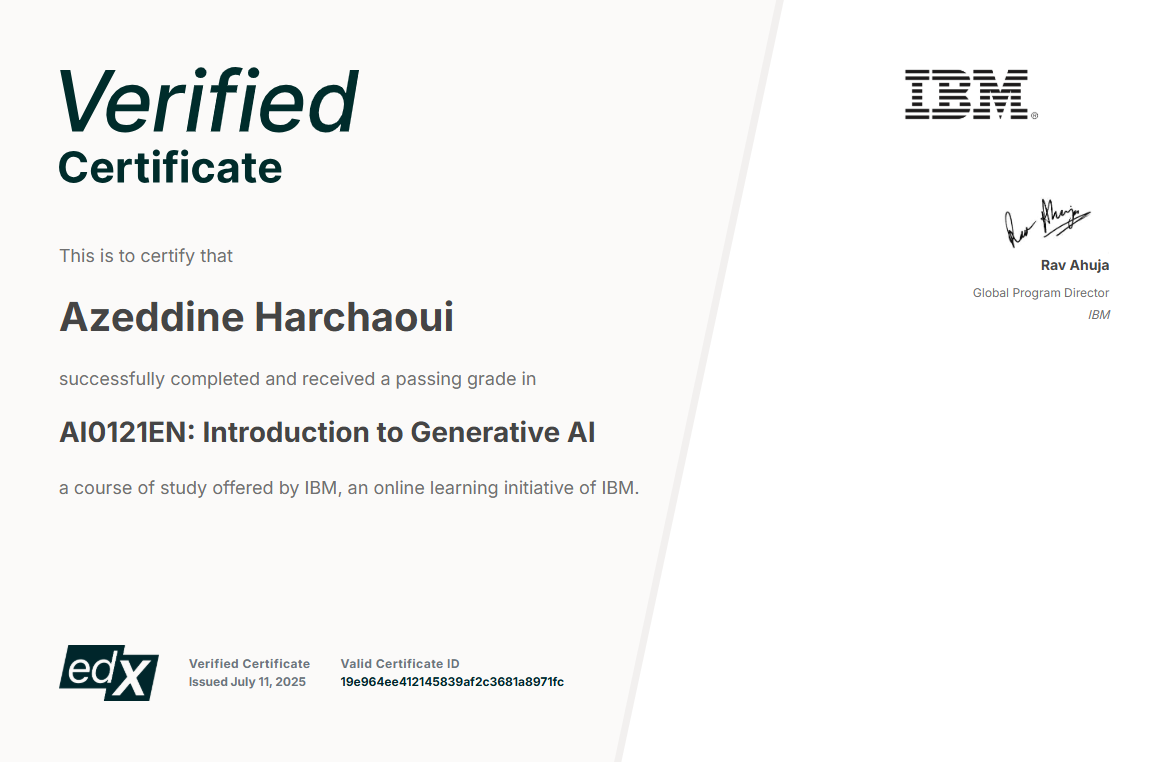 Verified
Certificate
This is to certify that
Azeddine Harchaoui
successfully completed and received a passing grade in
AI0121EN: Introduction to Generative AI
a course of study offered by IBM, an online learning initiative of IBM.
edX
Verified Certificate
Issued July 11, 2025
Valid Certificate ID
19e964ee412145839af2c3681a8971fc
IBM®
Rav Ahuja
Rav Ahuja
Global Program Director
IBM